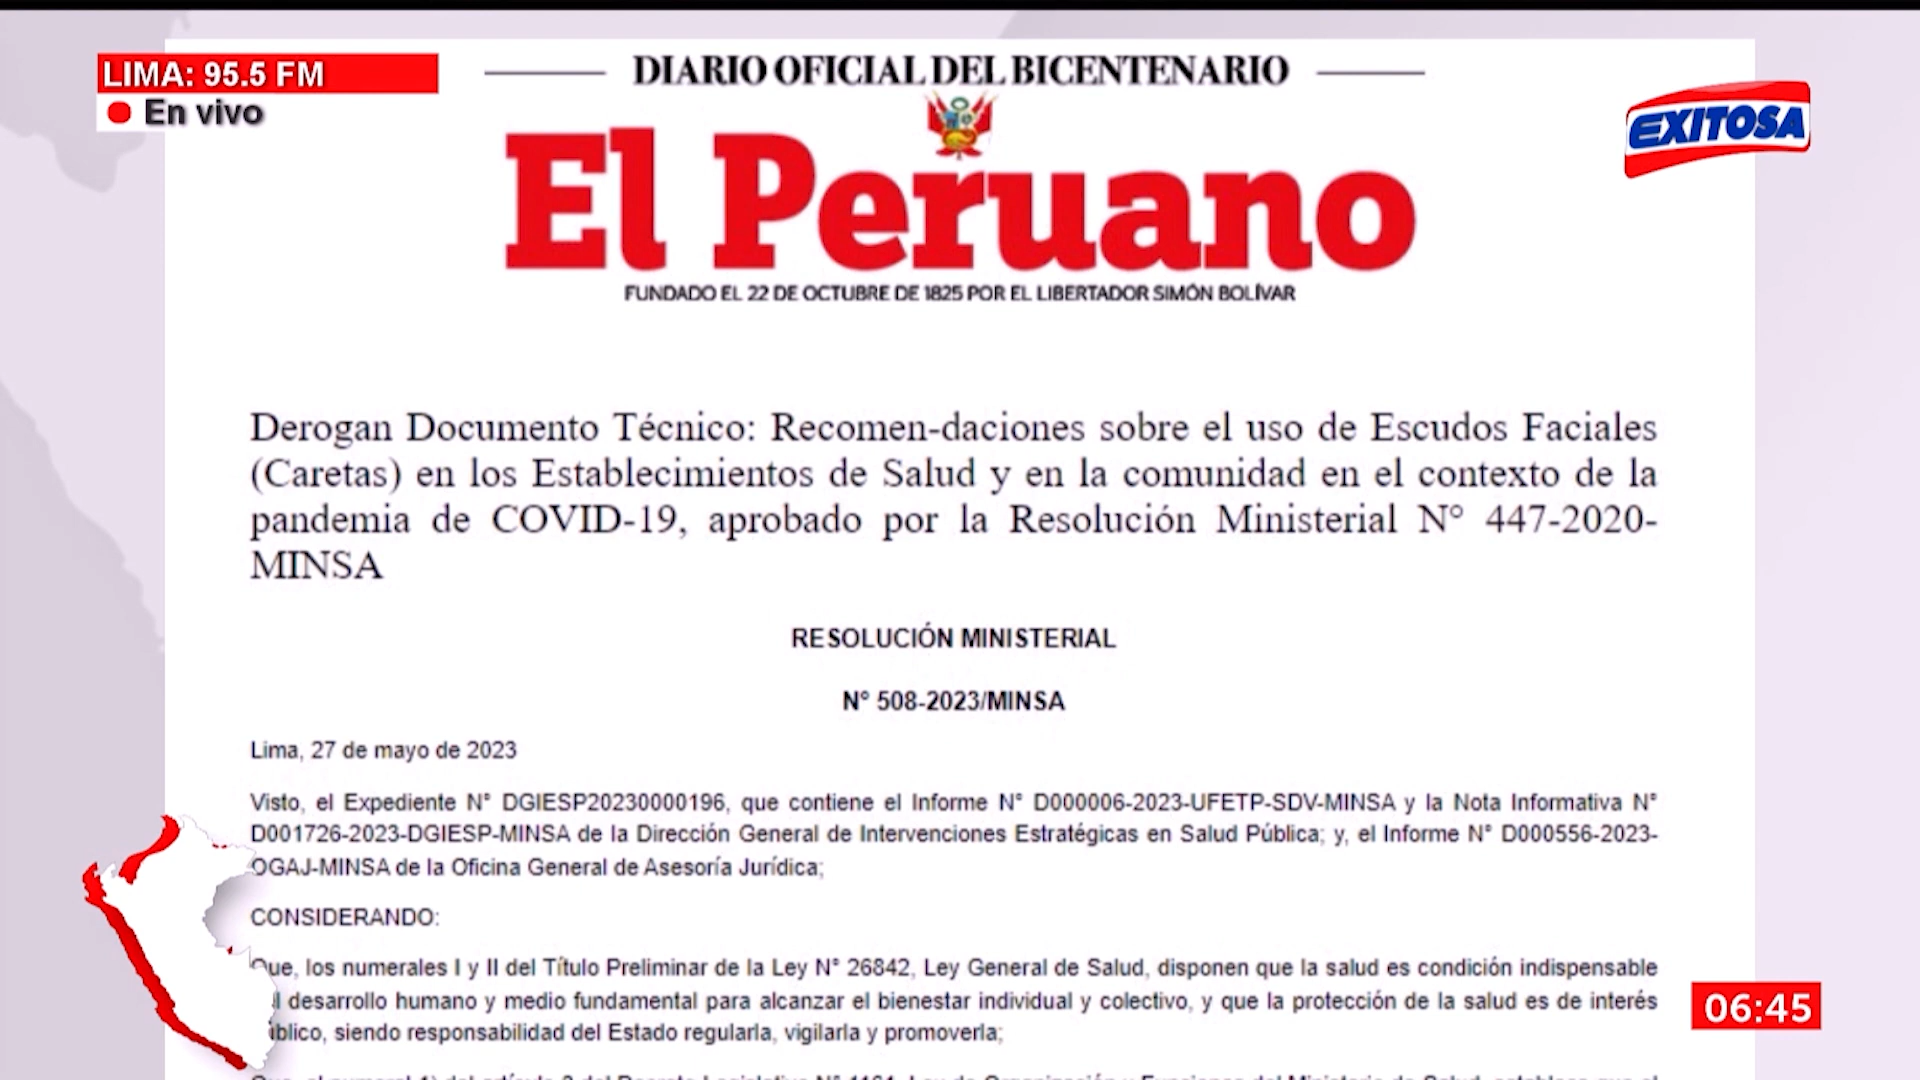 LIMA: 95.5 FM
En vivo
EXITOSA
DIARIO OFICIAL DEL BICENTENARIO
El Peruano
FUNDADO EL 22 DE OCTUBRE DE 1825 POR EL LIBERTADOR SIMÓN BOLÍVAR
Derogan Documento Técnico: Recomen-daciones sobre el uso de Escudos Faciales
(Caretas) en los Establecimientos de Salud y en la comunidad en el contexto de la
pandemia de COVID-19, aprobado por la Resolución Ministerial N° 447-2020-
MINSA
RESOLUCIÓN MINISTERIAL
N° 508-2023/MINSA
Lima, 27 de mayo de 2023
Visto, el Expediente N° DGIESP20230000196, que contiene el Informe N° D000006-2023-UFETP-SDV-MINSA y la Nota Informativa N°
D001726-2023-DGIESP-MINSA de la Dirección General de Intervenciones Estratégicas en Salud Pública; y, el Informe N° D000556-2023-
OGAJ-MINSA de la Oficina General de Asesoría Jurídica;
CONSIDERANDO:
Que, los numerales I y II del Título Preliminar de la Ley N° 26842, Ley General de Salud, disponen que la salud es condición indispensable
l desarrollo humano y medio fundamental para alcanzar el bienestar individual y colectivo, y que la protección de la salud es de interés
blico, siendo responsabilidad del Estado regularla, vigilarla y promoverla;
06:45